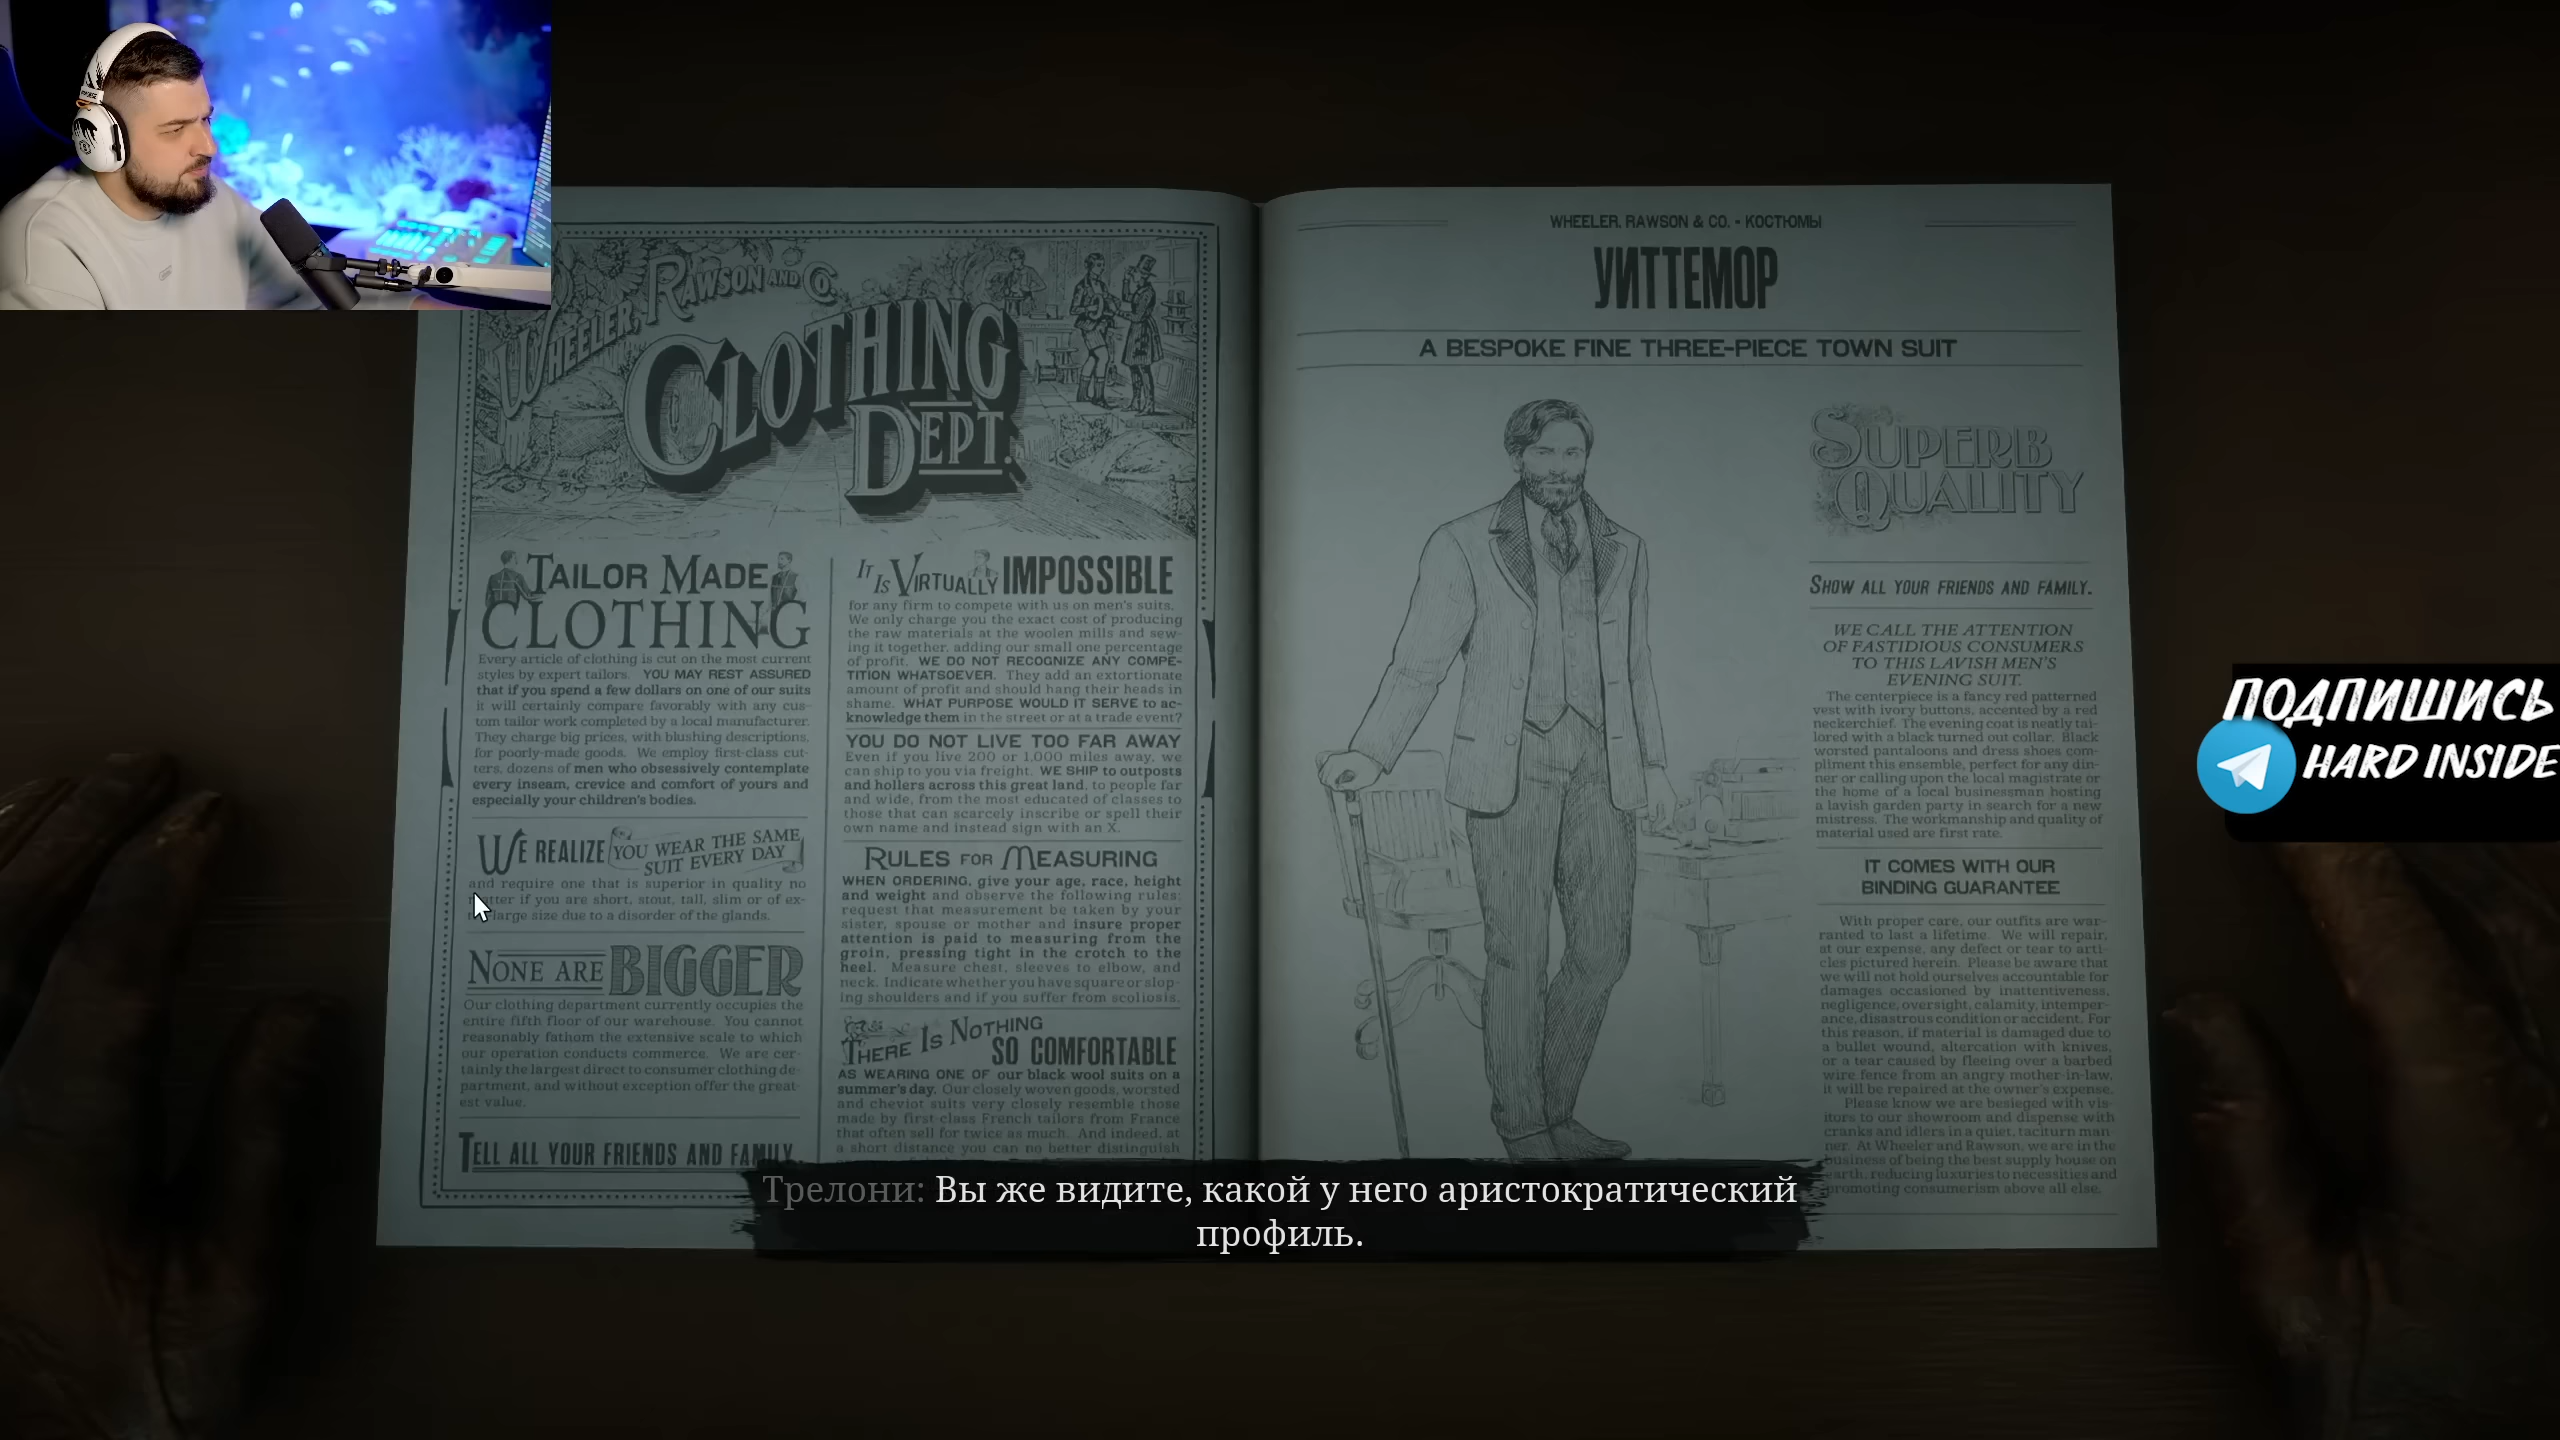 WHEELER, RAWSON AND CO.
CLOTHING
DEPT.
TAILOR MADE
CLOTHING
Every article of clothing is cut on the most current
styles by expert tailors. YOU MAY REST ASSURED
that if you spend a few dollars on one of our suits
it will certainly compare favorably with any cus-
tom tailor work completed by a local manufacturer.
They charge big prices, with blushing descriptions,
for poorly-made goods. We employ first-class cut-
ters, dozens of men who obsessively contemplate
every inseam, crevice and comfort of yours and
especially your children's bodies.
WE REALIZE YOU WEAR THE SAME
SUIT EVERY DAY
and require one that is superior in quality no
matter if you are short, stout, tall, slim or of ex-
large size due to a disorder of the glands.
NONE ARE BIGGER
Our clothing department currently occupies the
entire fifth floor of our warehouse. You cannot
reasonably fathom the extensive scale to which
our operation conducts commerce. We are cer-
tainly the largest direct to consumer clothing de-
partment, and without exception offer the great-
est value.
TELL ALL YOUR FRIENDS AND FAMILY.
IT IS VIRTUALLY IMPOSSIBLE
for any firm to compete with us on men's suits.
We only charge you the exact cost of producing
the raw materials at the woolen mills and sew-
ing it together, adding our small one percentage
of profit. WE DO NOT RECOGNIZE ANY COMPE-
TITION WHATSOEVER. They add an extortionate
amount of profit and should hang their heads in
shame. WHAT PURPOSE WOULD IT SERVE to ac-
knowledge them in the street or at a trade event?
YOU DO NOT LIVE TOO FAR AWAY
Even if you live 200 or 1,000 miles away, we
can ship to you via freight. WE SHIP to outposts
and hollers across this great land, to people far
and wide, from the most educated of classes to
those that can scarcely inscribe or spell their
own name and instead sign with an X.
RULES FOR MEASURING
WHEN ORDERING, give your age, race, height
and weight and observe the following rules:
request that measurement be taken by your
sister, spouse or mother and insure proper
attention is paid to measuring from the
groin, pressing tight in the crotch to the
heel. Measure chest, sleeves to elbow, and
neck. Indicate whether you have square or slop-
ing shoulders and if you suffer from scoliosis.
THERE IS NOTHING
SO COMFORTABLE
AS WEARING ONE OF our black wool suits on a
summer's day. Our closely woven goods, worsted
and cheviot suits very closely resemble those
made by first-class French tailors from France
that often sell for twice as much. And indeed, at
a short distance you can no better distinguish
WHEELER, RAWSON & CO. - КОСТЮМЫ
УИТТЕМОР
A BESPOKE FINE THREE-PIECE TOWN SUIT
SUPERB
QUALITY
SHOW ALL YOUR FRIENDS AND FAMILY.
WE CALL THE ATTENTION
OF FASTIDIOUS CONSUMERS
TO THIS LAVISH MEN'S
EVENING SUIT.
The centerpiece is a fancy red patterned
vest with ivory buttons, accented by a red
neckerchief. The evening coat is neatly tai-
lored with a black turned out collar. Black
worsted pantaloons and dress shoes com-
pliment this ensemble, perfect for any din-
ner or calling upon the local magistrate or
the home of a local businessman hosting
a lavish garden party in search for a new
mistress. The workmanship and quality of
material used are first rate.
IT COMES WITH OUR
BINDING GUARANTEE
With proper care, our outfits are war-
ranted to last a lifetime. We will repair,
at our expense, any defect or tear to arti-
cles pictured herein. Please be aware that
we will not hold ourselves accountable for
damages occasioned by inattentiveness,
negligence, oversight, calamity, intemper-
ance, disastrous condition or accident. For
this reason, if material is damaged due to
a bullet wound, altercation with knives,
or a tear caused by fleeing over a barbed
wire fence from an angry mother-in-law,
it will be repaired at the owner's expense.
Please know we are besieged with vis-
itors to our showroom and dispense with
cranks and idlers in a quiet, taciturn man-
ner. At Wheeler and Rawson, we are in the
business of being the best supply house on
earth, reducing luxuries to necessities and
promoting consumerism above all else.
ПОДПИШИСЬ
HARD INSIDE
Трелони: Вы же видите, какой у него аристократический
профиль.